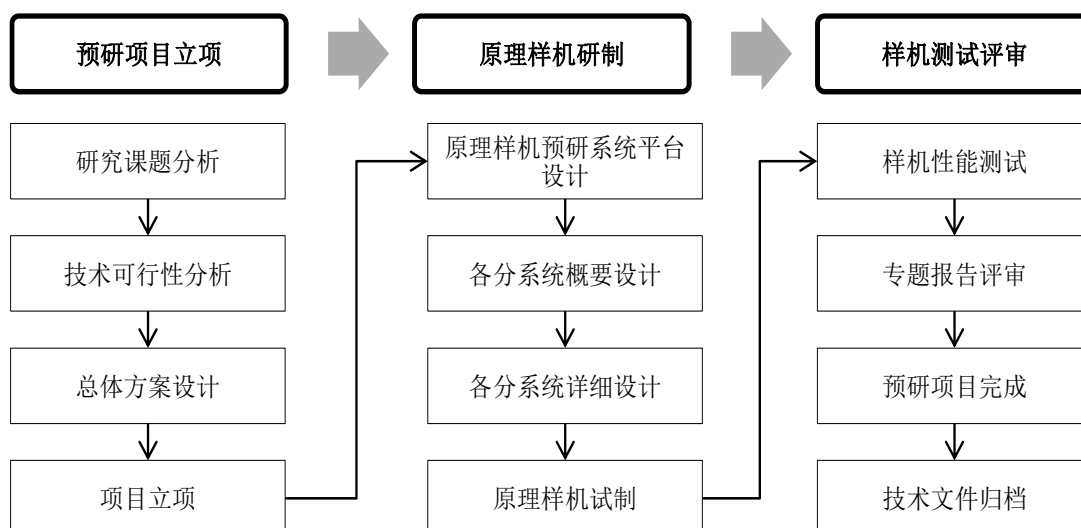 预研项目立项
原理样机研制
样机测试评审
研究课题分析
技术可行性分析
总体方案设计
项目立项
原理样机预研系统平台
设计
各分系统概要设计
各分系统详细设计
原理样机试制
样机性能测试
专题报告评审
预研项目完成
技术文件归档